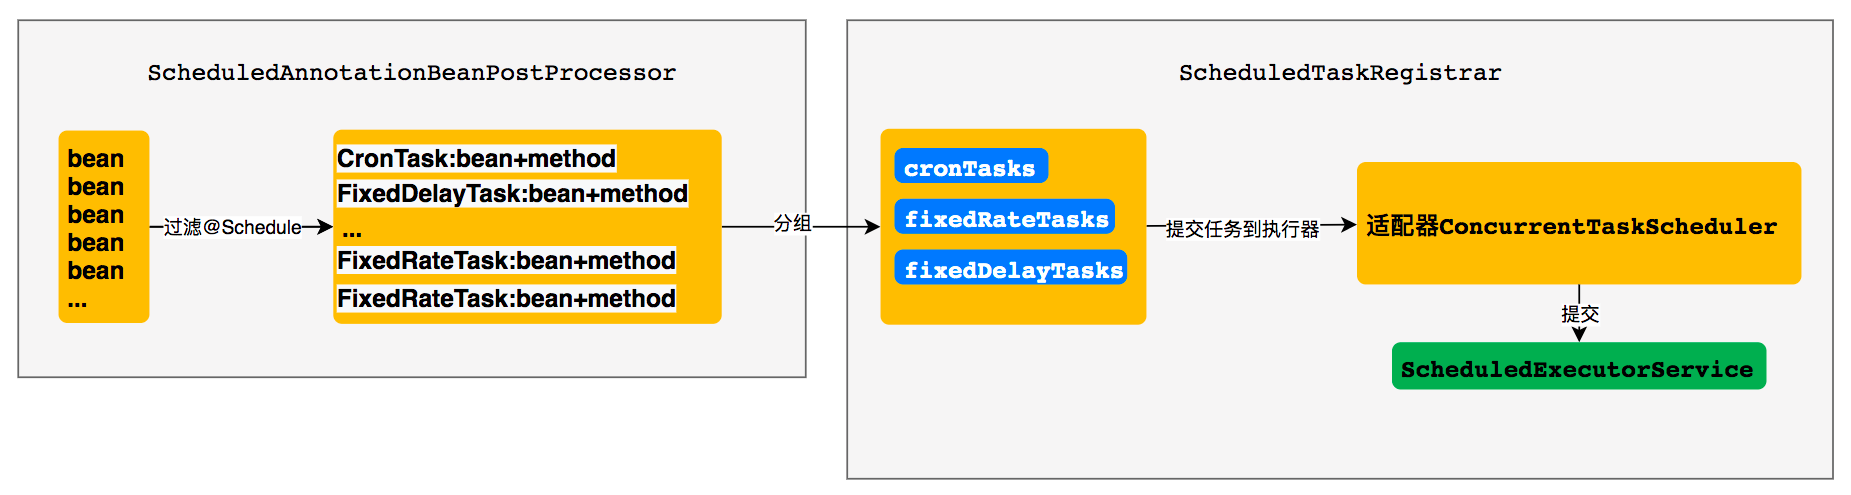 ScheduledAnnotationBeanPostProcessor
bean
bean
bean
bean
bean
...
过滤@Schedule
CronTask:bean+method
FixedDelayTask:bean+method
...
FixedRateTask:bean+method
FixedRateTask:bean+method
分组
ScheduledTaskRegistrar
cronTasks
fixedRateTasks
fixedDelayTasks
提交任务到执行器
适配器ConcurrentTaskScheduler
提交
ScheduledExecutorService